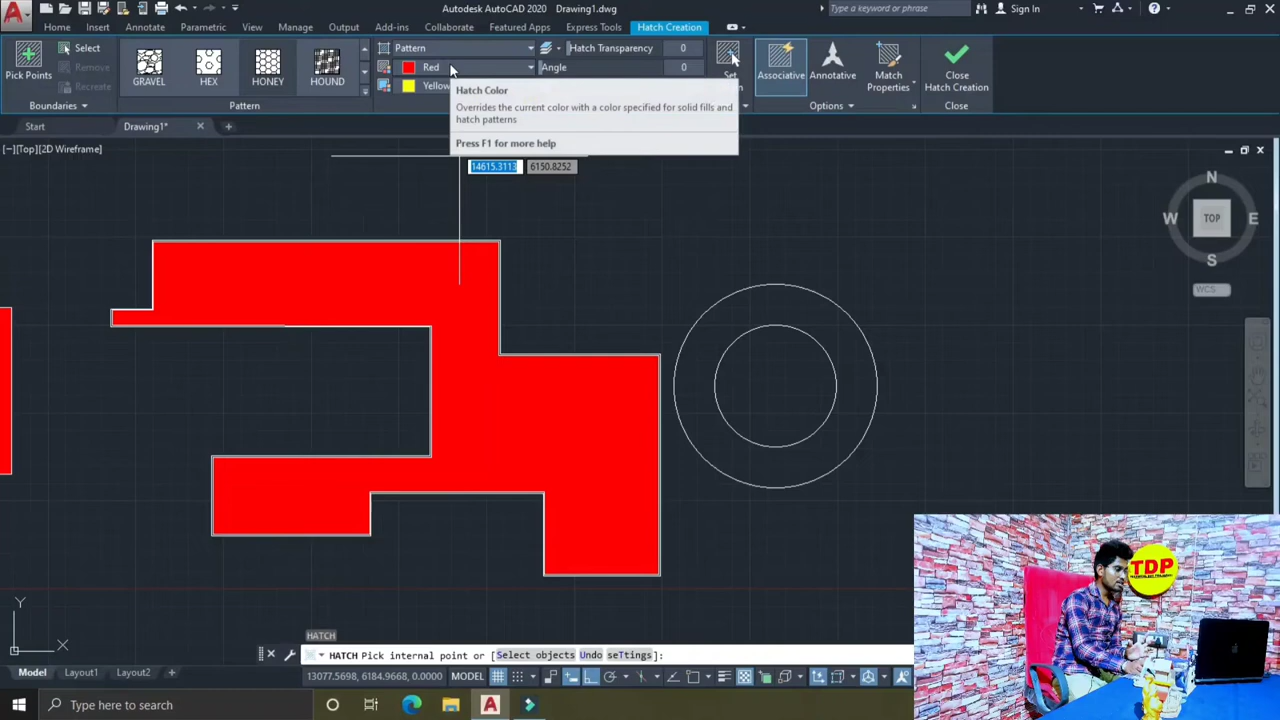 Autodesk AutoCAD 2020 Drawing1.dwg
Type a keyword or phrase
Sign In
Home Insert Annotate Parametric View Manage Output Add-ins Collaborate Express Tools Hatch Creation
Pick Points
Select
Remove
Recreate
Boundaries
GRAVEL
HEX
HONEY
HOUND
Pattern
Pattern
Red
Yellow
Hatch Transparency 0
Angle 0
Set
Associative
Annotative
Match
Properties
Options
Close
Hatch Creation
Close
Hatch Color
Overrides the current color with a color specified for solid fills and
hatch patterns
Press F1 for more help
Start
Drawing1*
[−][Top][2D Wireframe]
14615.3113
6150.8252
N
W
TOP
E
S
WCS
TDP
Y
X
HATCH
HATCH Pick internal point or [Select objects Undo seTtings]:
Model Layout1 Layout2
13077.5698, 6184.9668, 0.0000 MODEL
Type here to search